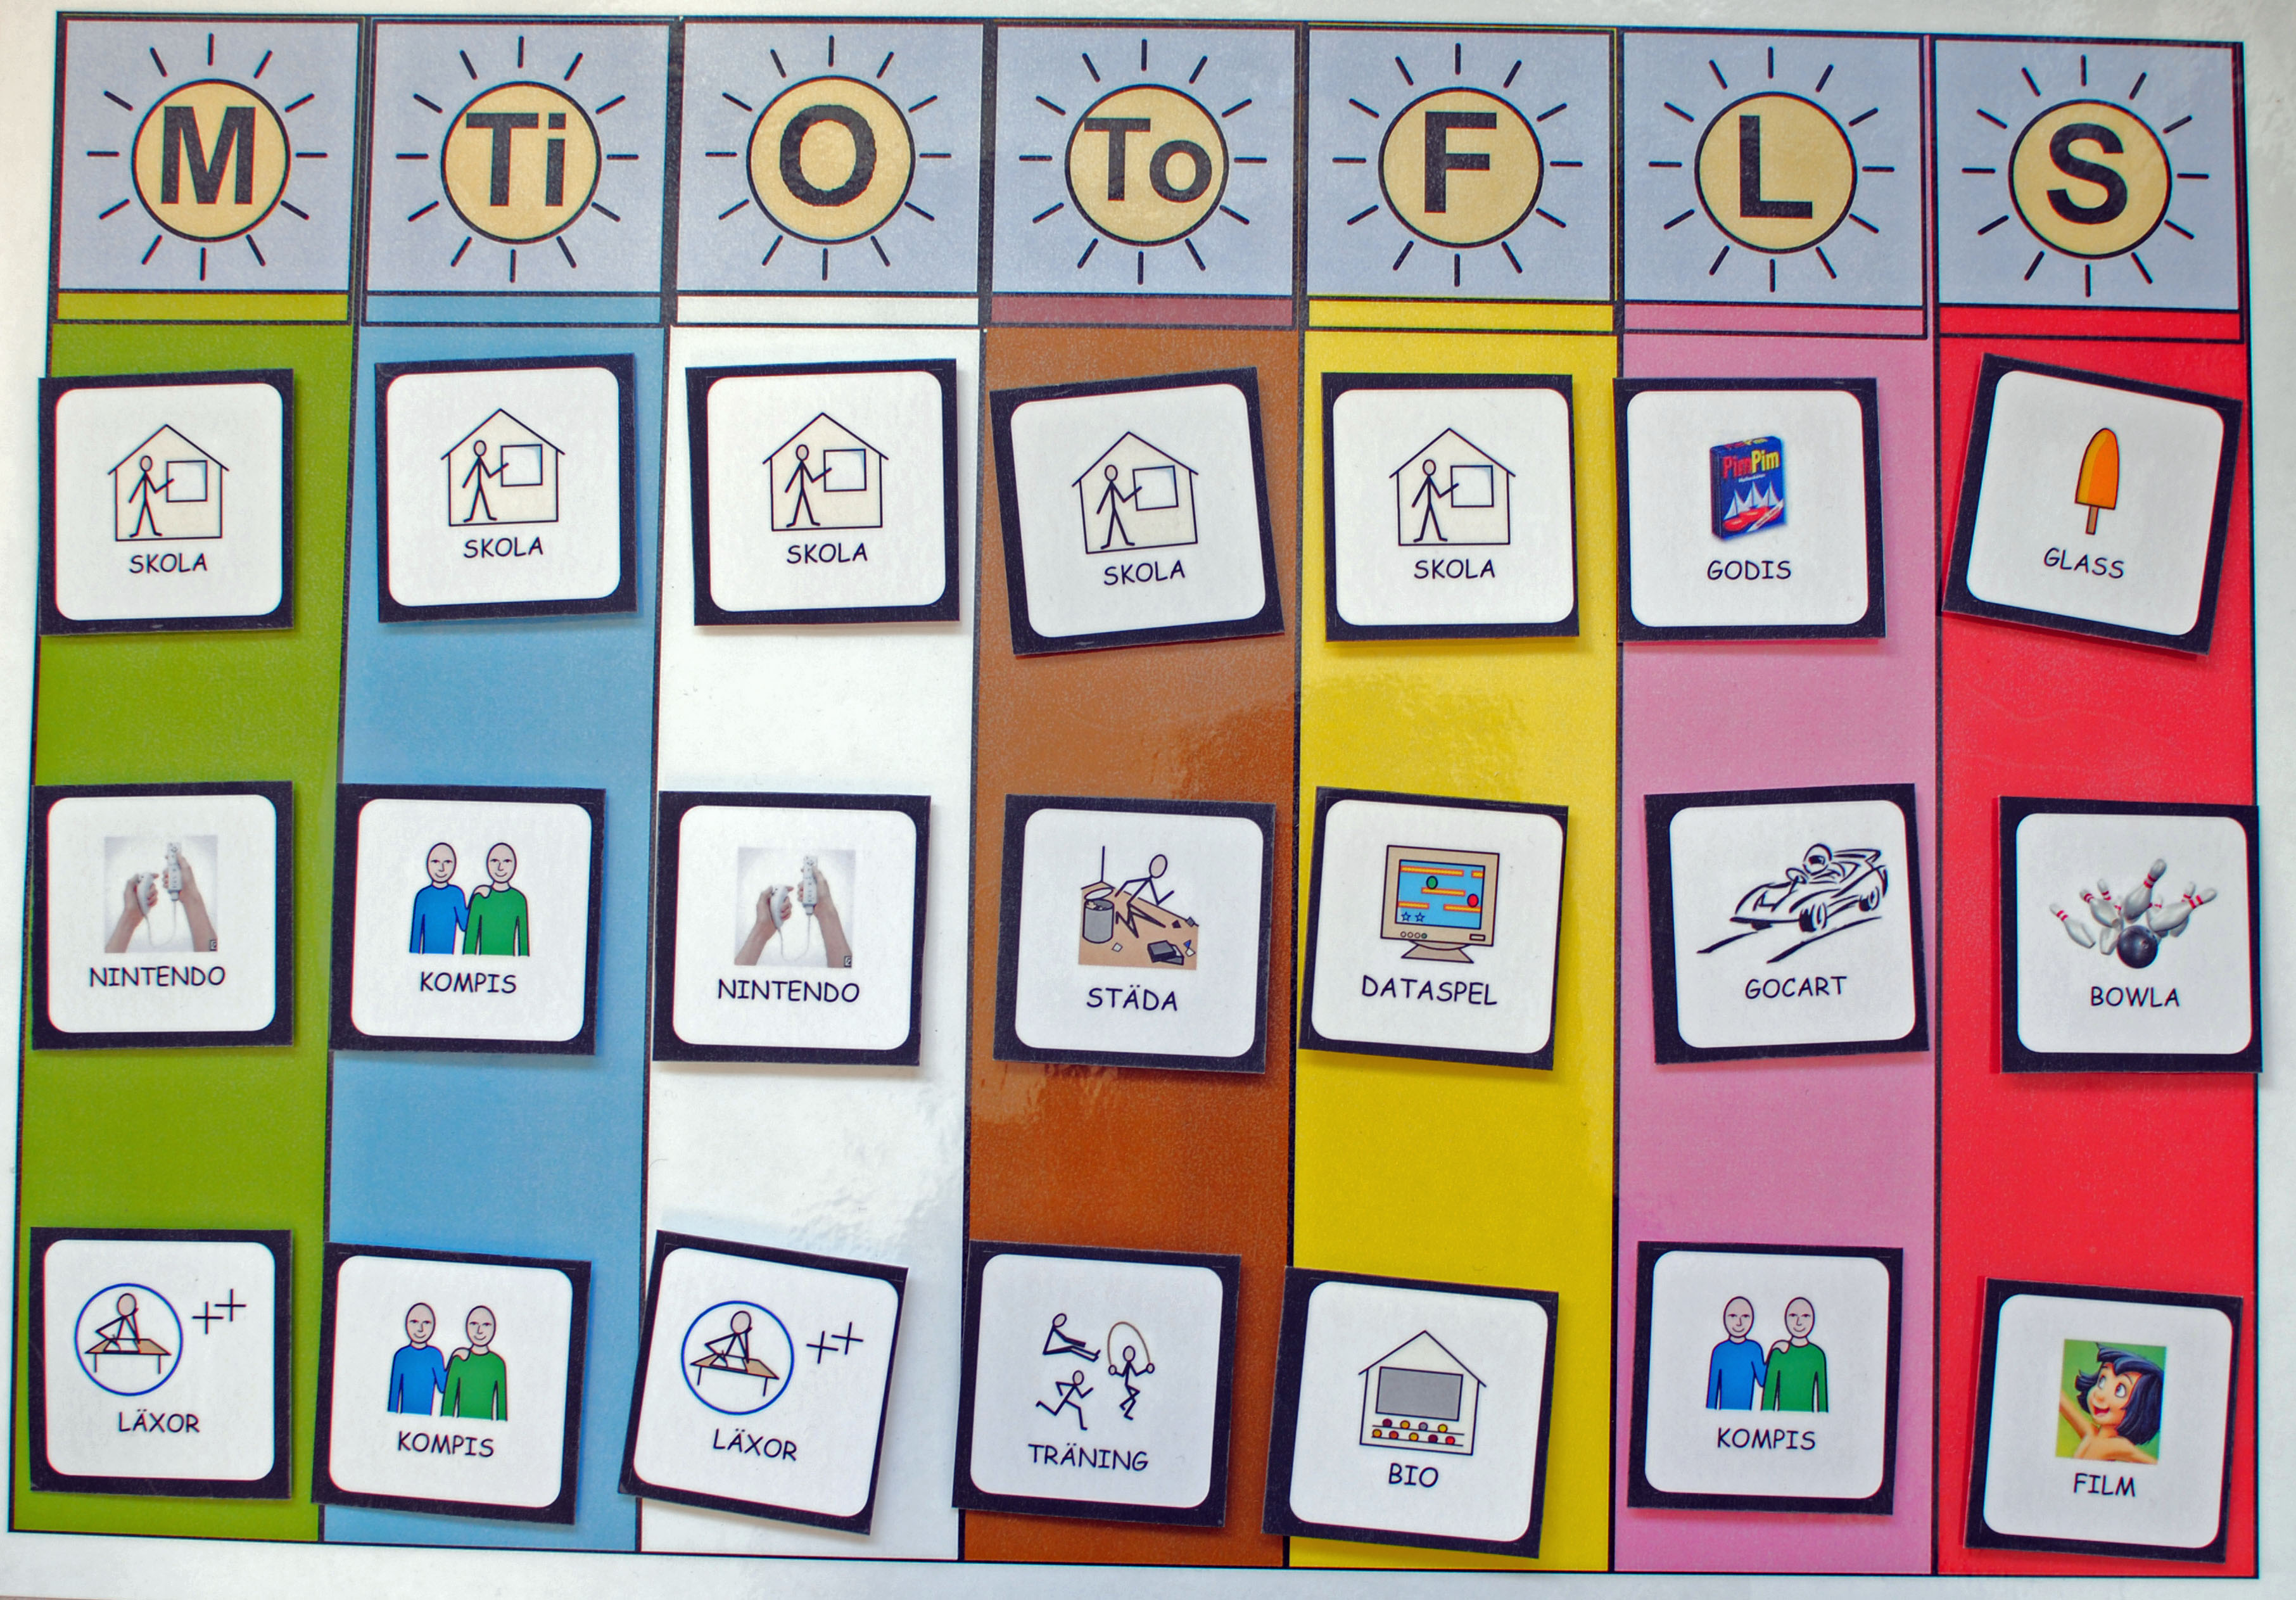 M Ti O To F L S
SKOLA SKOLA SKOLA SKOLA SKOLA PimPim GODIS GLASS
NINTENDO KOMPIS NINTENDO STÄDA DATASPEL GOCART BOWLA
LÄXOR KOMPIS LÄXOR TRÄNING BIO KOMPIS FILM